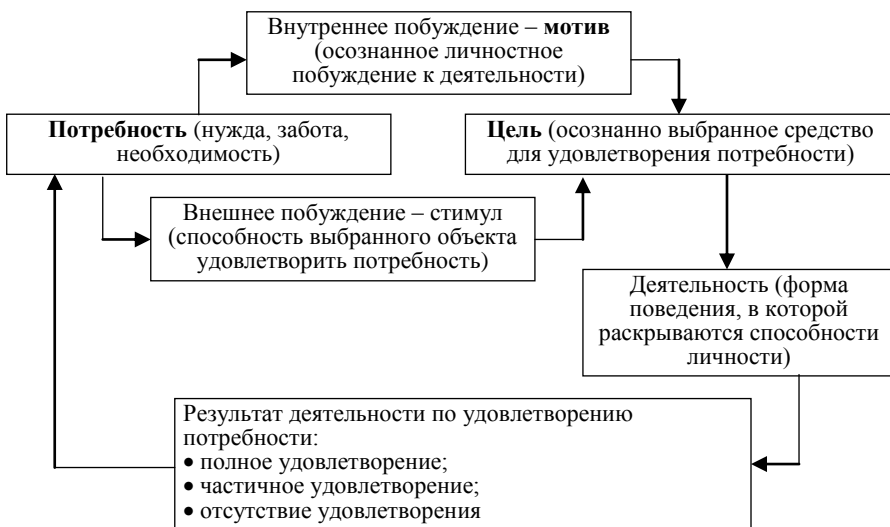 Внутреннее побуждение – мотив
(осознанное личностное
побуждение к деятельности)
Потребность (нужда, забота,
необходимость)
Цель (осознанно выбранное средство
для удовлетворения потребности)
Внешнее побуждение – стимул
(способность выбранного объекта
удовлетворить потребность)
Деятельность (форма
поведения, в которой
раскрываются способности
личности)
Результат деятельности по удовлетворению
потребности:
• полное удовлетворение;
• частичное удовлетворение;
• отсутствие удовлетворения